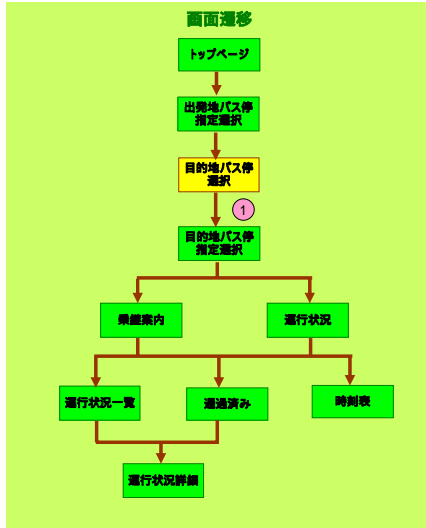 画面遷移
トップページ
出発地バス停
指定選択
目的地バス停
選択
1
目的地バス停
指定選択
乗継案内
運行状況
運行状況一覧
通過済み
時刻表
運行状況詳細